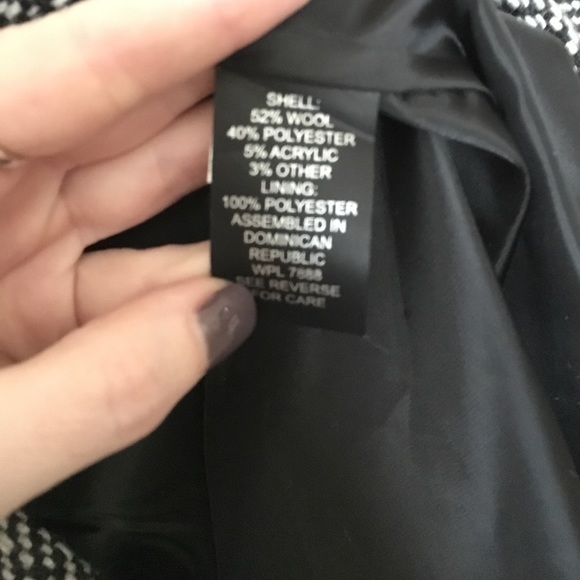 SHELL:
52% WOOL
40% POLYESTER
5% ACRYLIC
3% OTHER
LINING:
100% POLYESTER
ASSEMBLED IN
DOMINICAN
REPUBLIC
WPL 7888
SEE REVERSE
FOR CARE